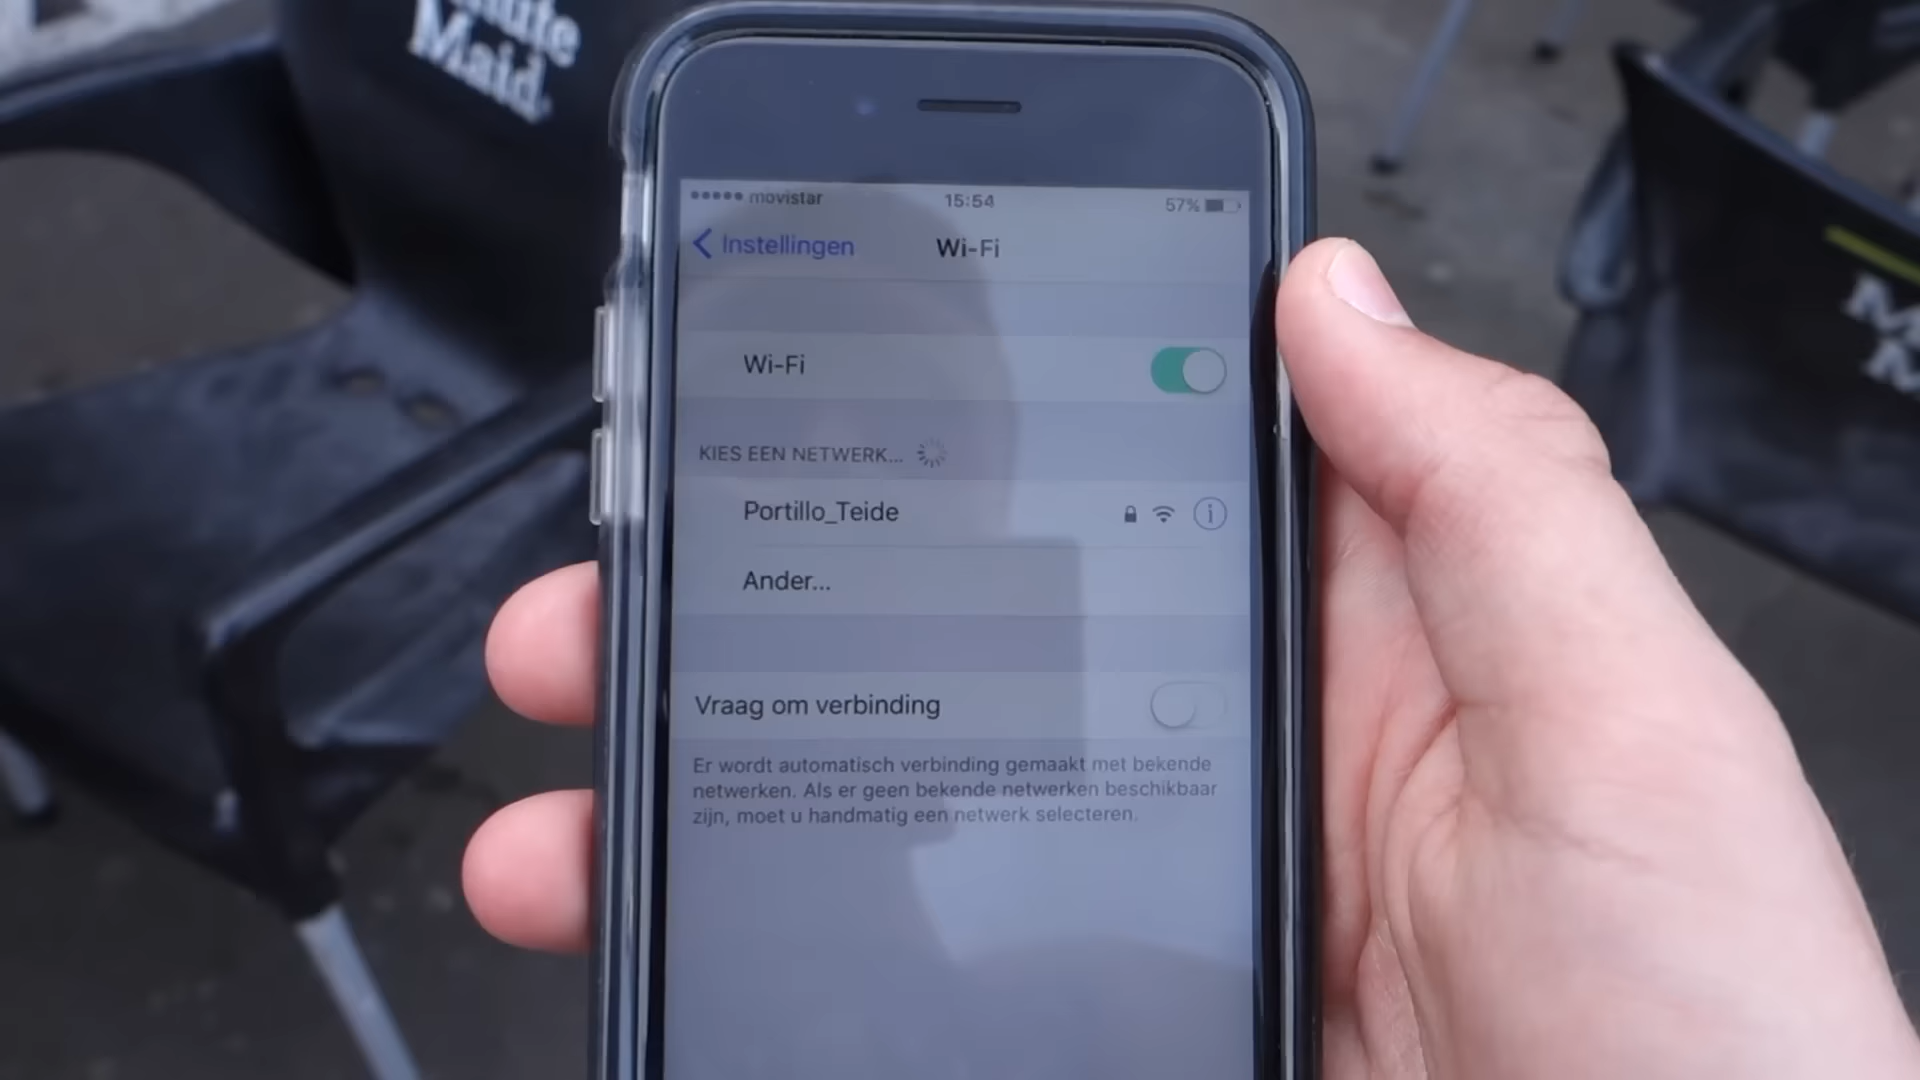 Maid
movistar 15:54 57%
Instellingen Wi-Fi
Wi-Fi
KIES EEN NETWERK...
Portillo_Teide
Ander...
Vraag om verbinding
Er wordt automatisch verbinding gemaakt met bekende
netwerken. Als er geen bekende netwerken beschikbaar
zijn, moet u handmatig een netwerk selecteren.